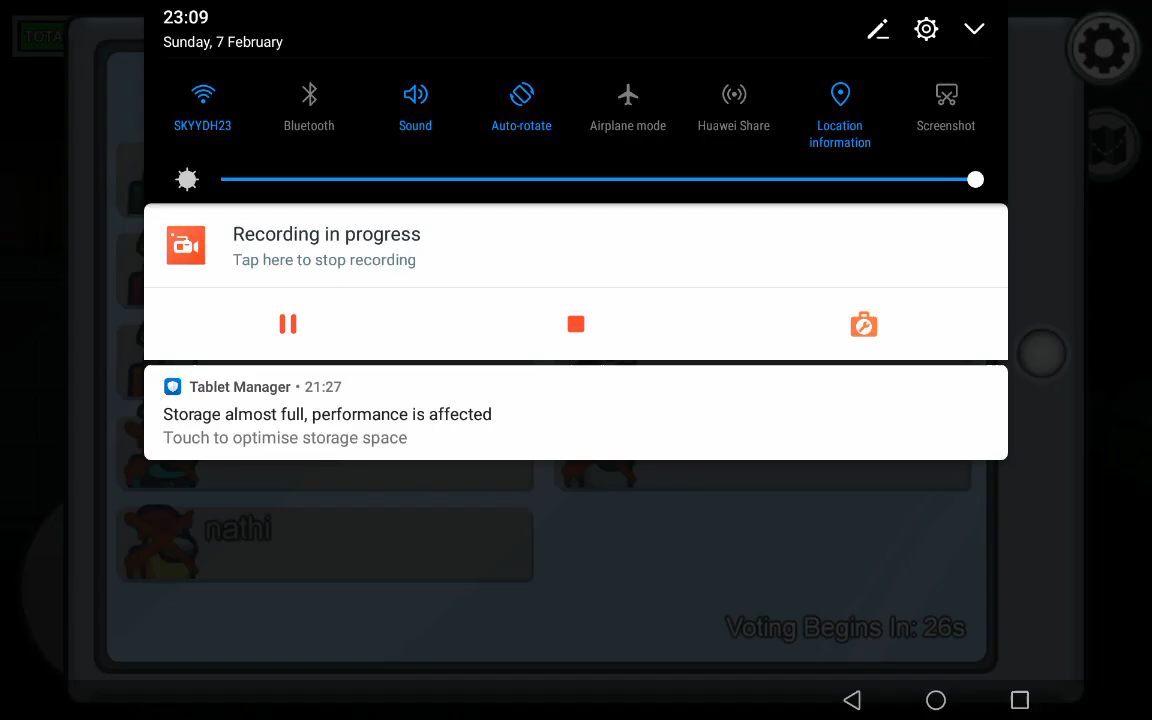 23:09
Sunday, 7 February
TOTA
SKYYDH23
Bluetooth
Sound
Auto-rotate
Airplane mode
Huawei Share
Location
information
Screenshot
Recording in progress
Tap here to stop recording
Tablet Manager • 21:27
Storage almost full, performance is affected
Touch to optimise storage space
nathi
Voting Begins In: 26s